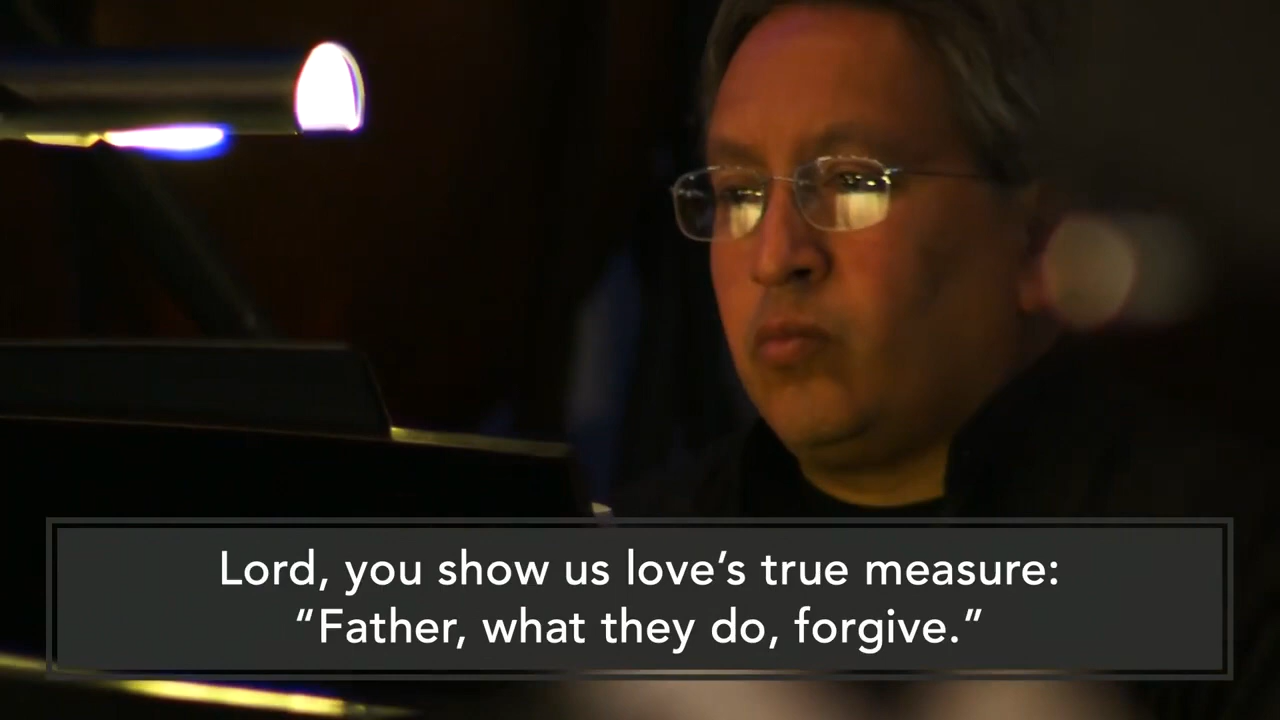 Lord, you show us love’s true measure:
“Father, what they do, forgive.”